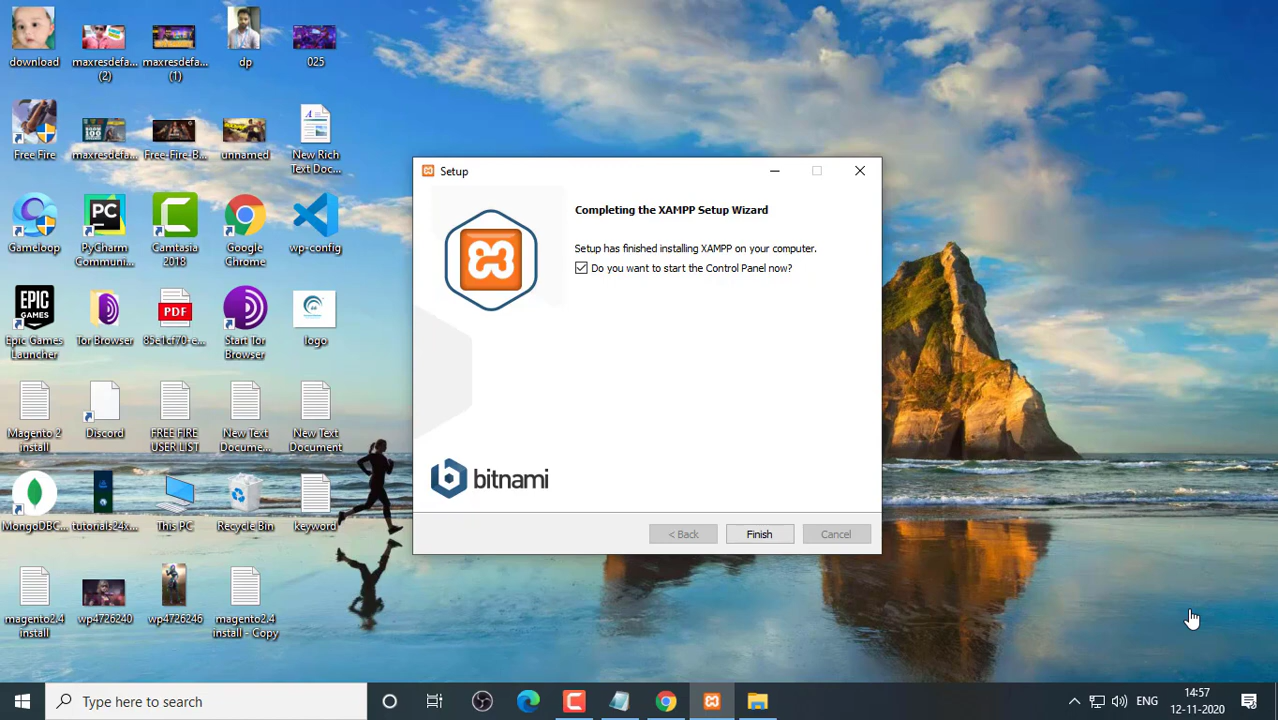 download
maxresdefa...
(2)
maxresdefa...
(1)
dp
025
Free Fire
maxresdefa...
Free-Fire-B...
unnamed
New Rich
Text Doc...
Gameloop
PyCharm
Communi...
Camtasia
2018
Google
Chrome
wp-config
Epic Games
Launcher
Tor Browser
Start Tor
Browser
logo
Magento 2
install
Discord
FREE FIRE
USER LIST
New Text
Docume...
New Text
Document
MongoDBC...
tutorials24x...
This PC
Recycle Bin
keyword
magento2.4
install
wp4726240
wp4726246
magento2.4
install - Copy
PC
EPIC
GAMES
PDF
Setup
Completing the XAMPP Setup Wizard
Setup has finished installing XAMPP on your computer.
Do you want to start the Control Panel now?
bitnami
< Back
Finish
Cancel
Type here to search
ENG
14:57
12-11-2020